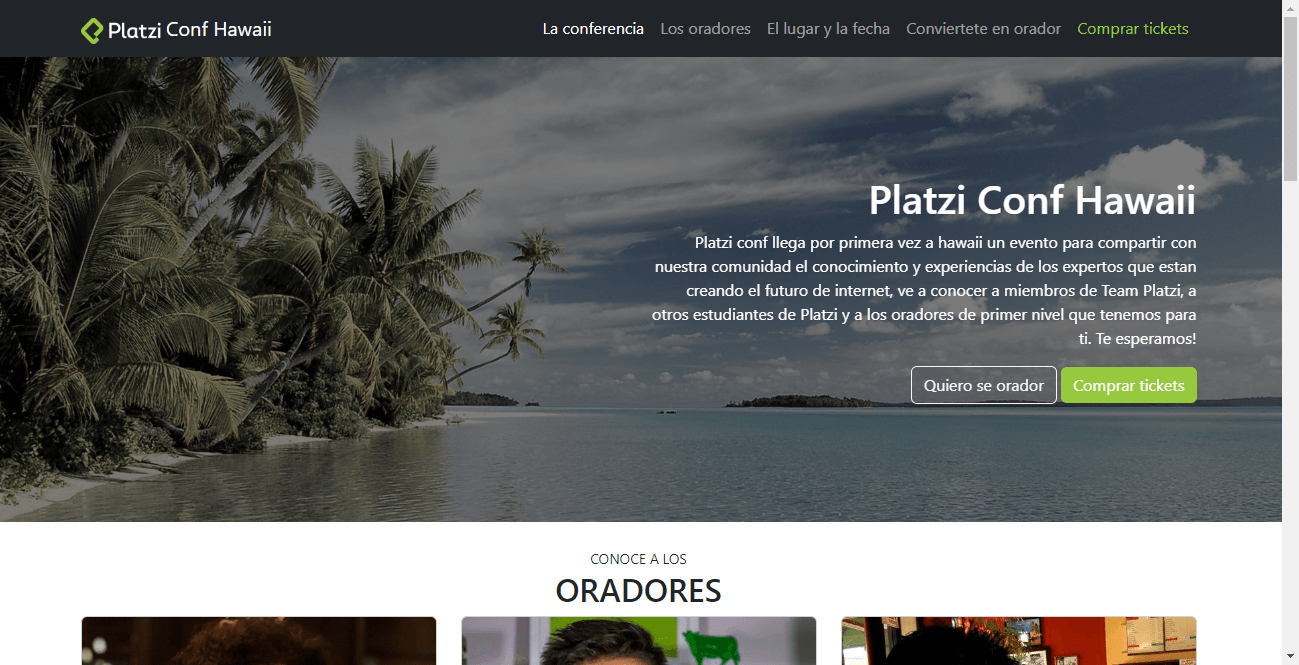 Platzi Conf Hawaii
La conferencia
Los oradores
El lugar y la fecha
Conviertete en orador
Comprar tickets
Platzi Conf Hawaii
Platzi conf llega por primera vez a hawaii un evento para compartir con
nuestra comunidad el conocimiento y experiencias de los expertos que estan
creando el futuro de internet, ve a conocer a miembros de Team Platzi, a
otros estudiantes de Platzi y a los oradores de primer nivel que tenemos para
ti. Te esperamos!
Quiero se orador
Comprar tickets
CONOCE A LOS
ORADORES